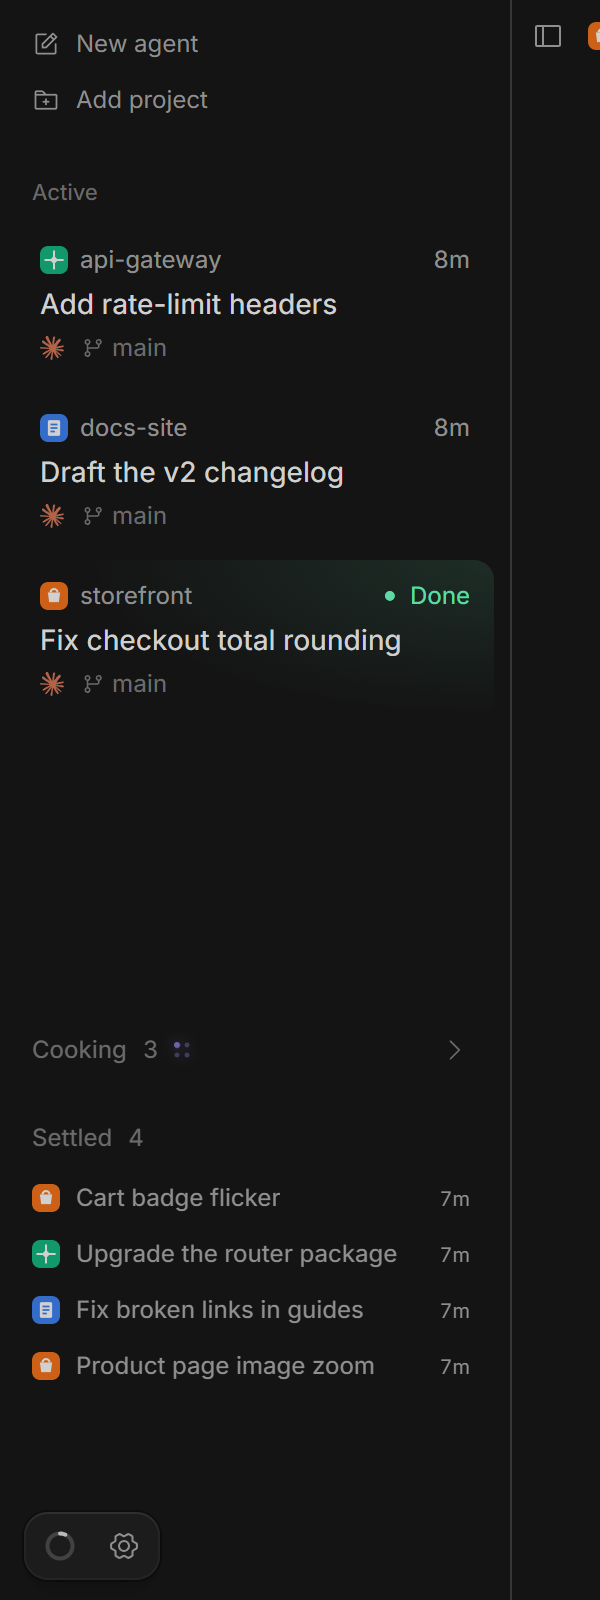 New agent
Add project
Active
api-gateway 8m
Add rate-limit headers
main
docs-site 8m
Draft the v2 changelog
main
storefront Done
Fix checkout total rounding
main
Cooking 3
Settled 4
Cart badge flicker 7m
Upgrade the router package 7m
Fix broken links in guides 7m
Product page image zoom 7m